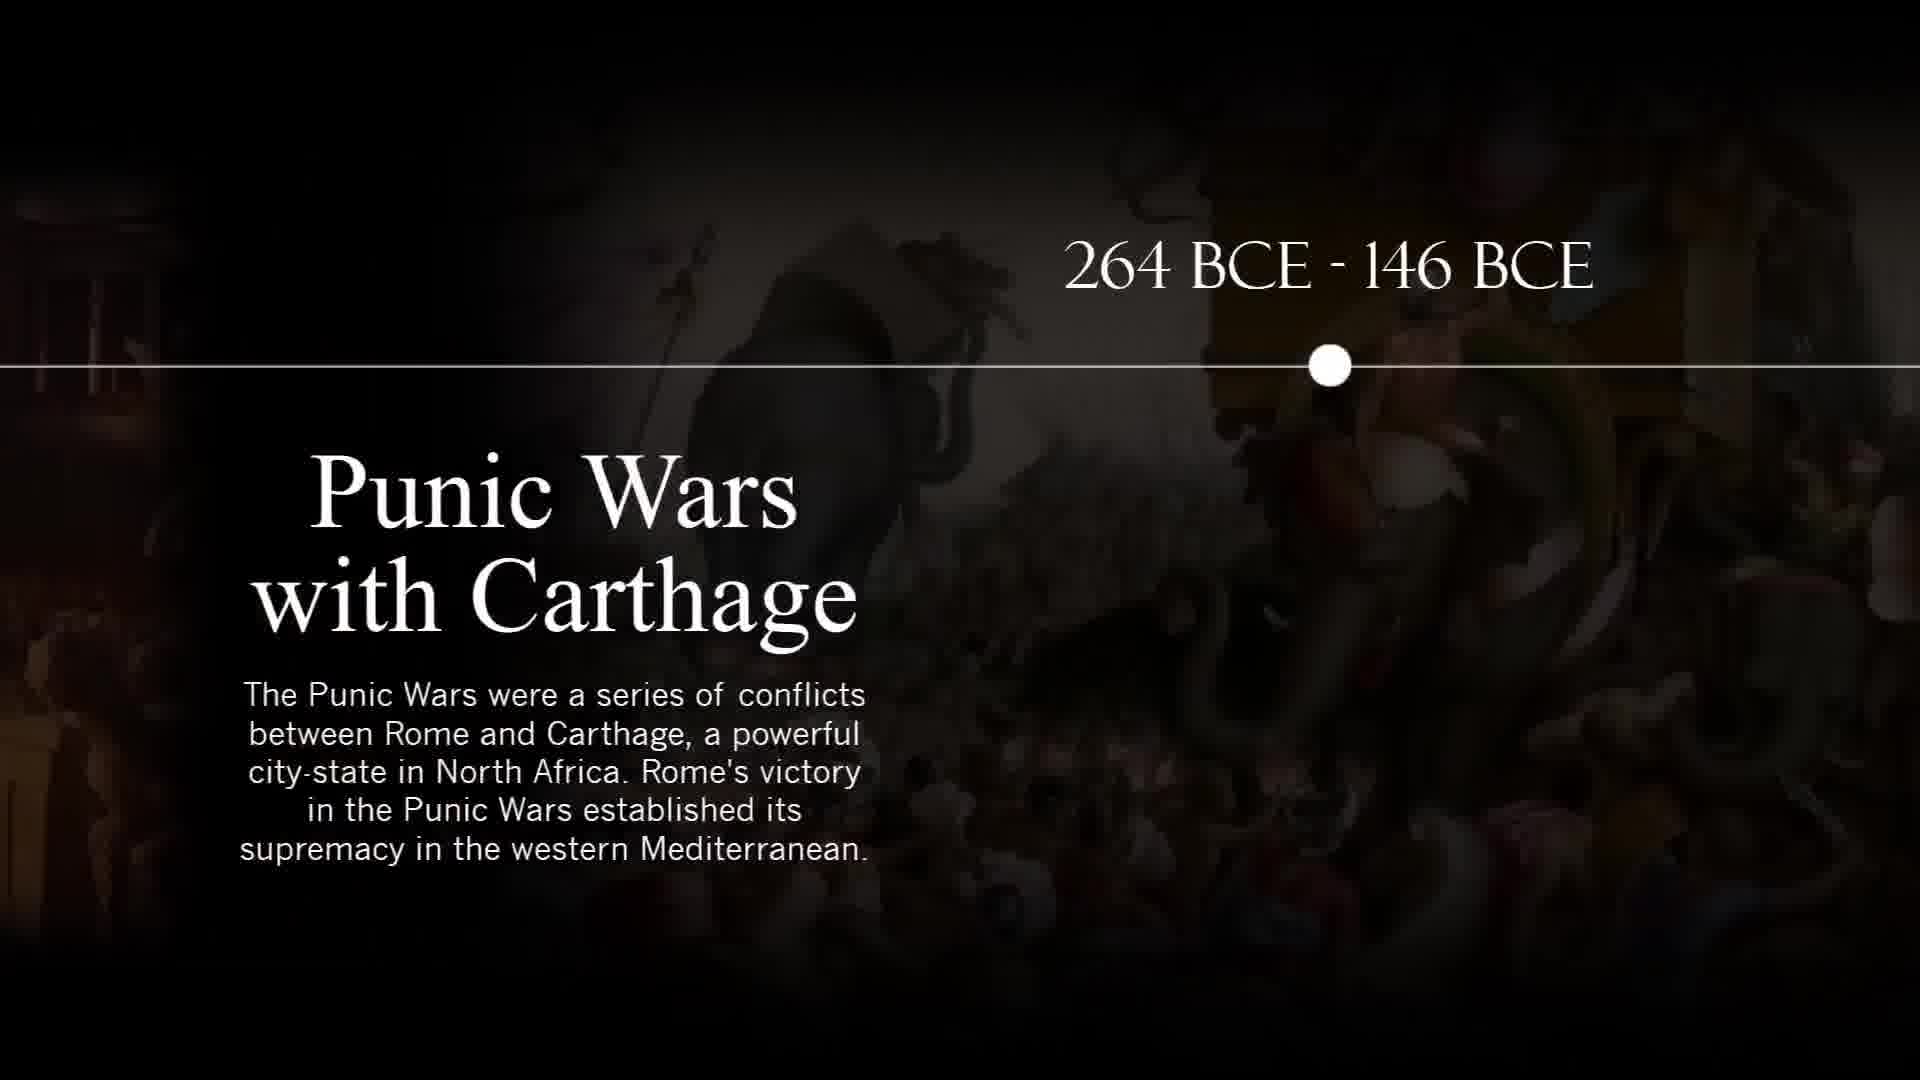 264 BCE - 146 BCE
Punic Wars
with Carthage
The Punic Wars were a series of conflicts
between Rome and Carthage, a powerful
city-state in North Africa. Rome's victory
in the Punic Wars established its
supremacy in the western Mediterranean.